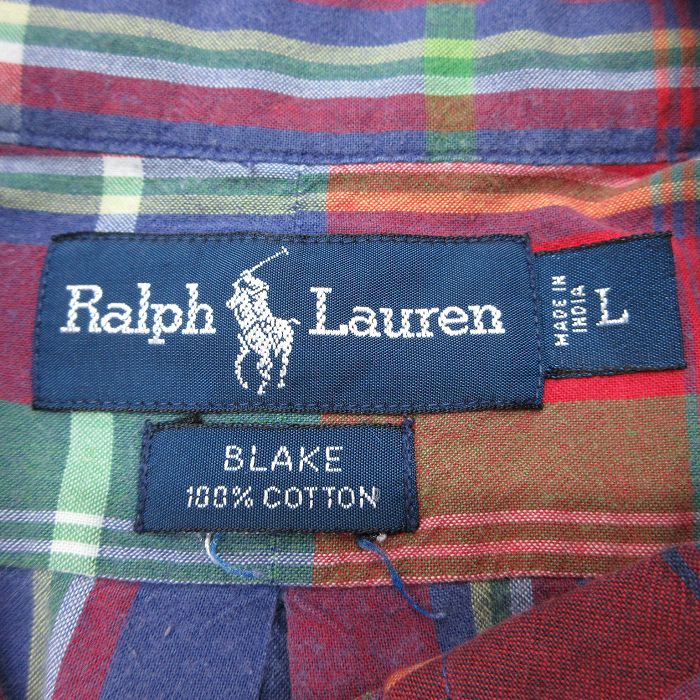 Ralph Lauren
MADE IN
INDIA
L
BLAKE
100% COTTON